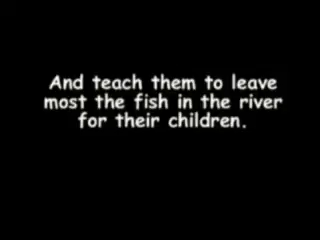 And teach them to leave
most the fish in the river
for their children.